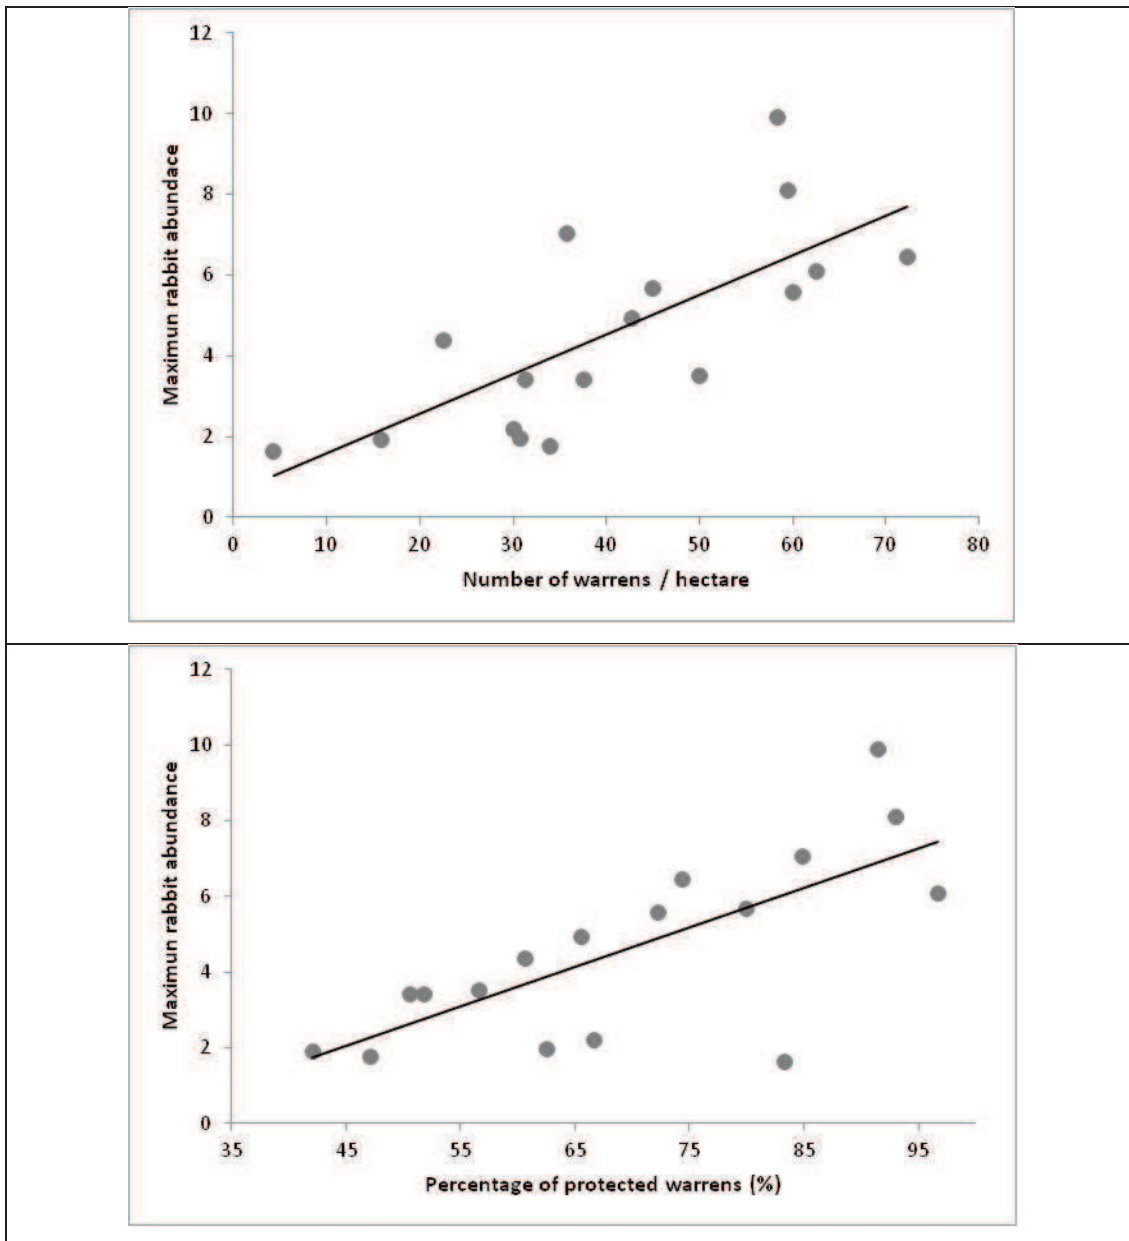 12
10
8
6
4
2
0
Maximun rabbit abundace
0 10 20 30 40 50 60 70 80
Number of warrens / hectare
12
10
8
6
4
2
0
Maximun rabbit abundance
35 45 55 65 75 85 95
Percentage of protected warrens (%)